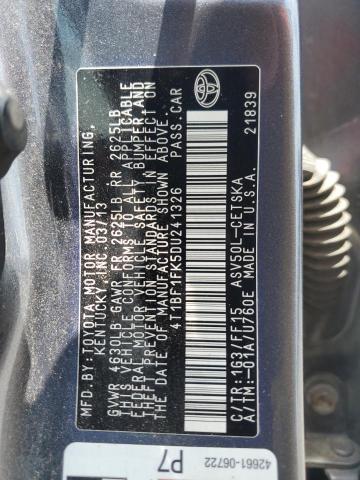 MFD.BY:TOYOTA MOTOR MANUFACTURING,
KENTUCKY,INC. 03/13
GVWR 4630LB GAWR FR 2625LB RR 2625LB
THIS VEHICLE CONFORMS TO ALL APPLICABLE
FEDERAL MOTOR VEHICLE SAFETY, BUMPER, AND
THEFT PREVENTION STANDARDS IN EFFECT ON
THE DATE OF MANUFACTURE SHOWN ABOVE.
4T1BF1FK5DU241326 PASS.CAR
C/TR:1G3/FF15 ASV50L-CETSKA
A/TM:-01A/U760E MADE IN U.S.A.
21839
42661-06722
P7